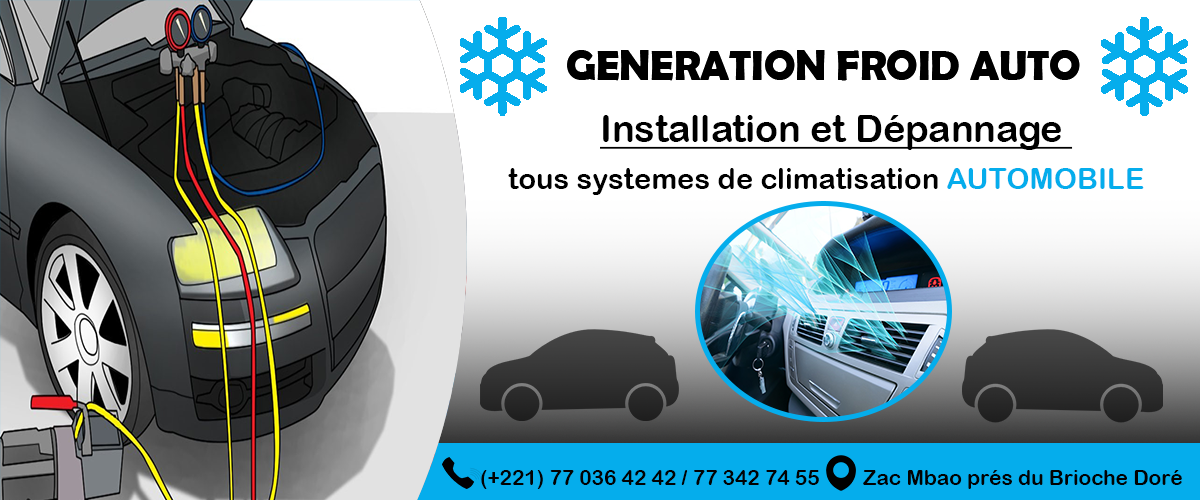 GENERATION FROID AUTO
Installation et Dépannage
tous systemes de climatisation AUTOMOBILE
(+221) 77 036 42 42 / 77 342 74 55 Zac Mbao prés du Brioche Doré